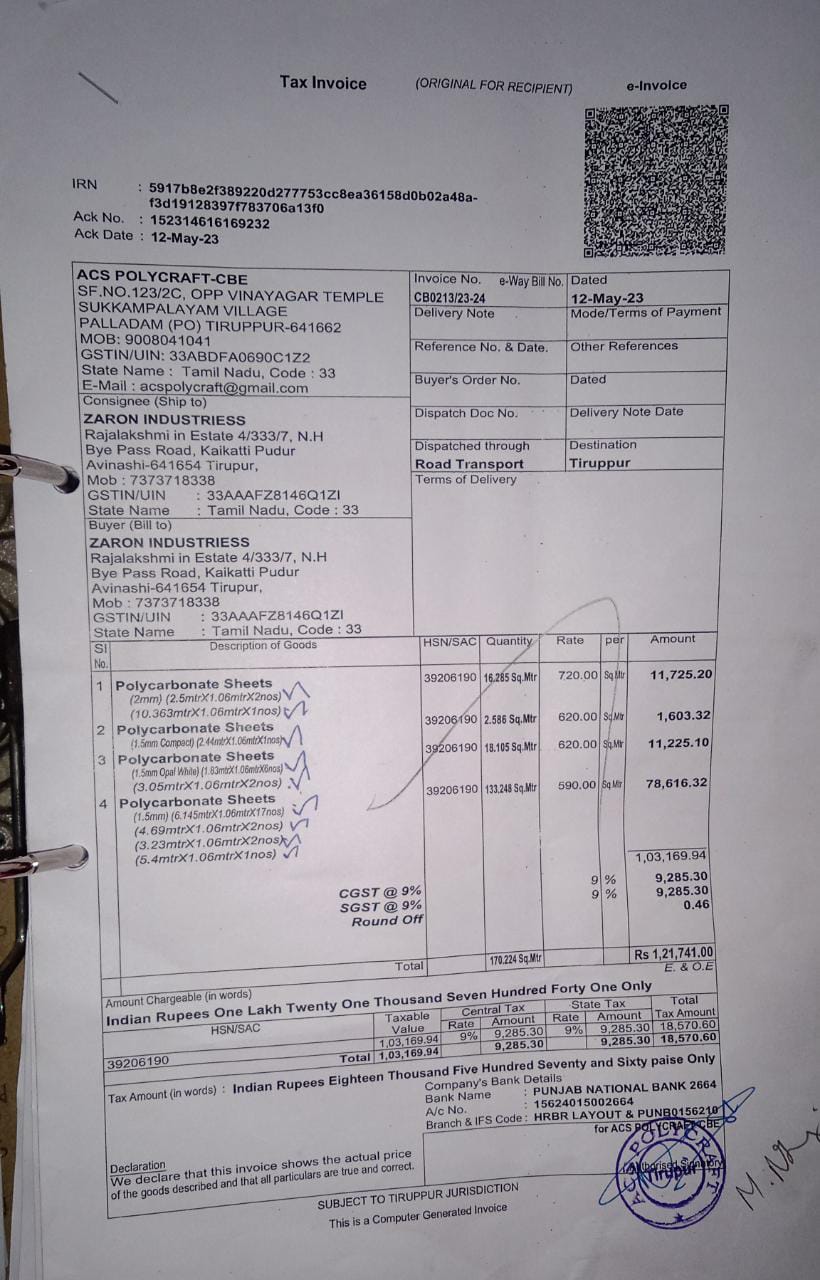 Tax Invoice (ORIGINAL FOR RECIPIENT) e-Invoice
IRN : 5917b8e2f389220d277753cc8ea36158d0b02a48a-
f3d19128397f783706a13f0
Ack No. : 152314616169232
Ack Date : 12-May-23
ACS POLYCRAFT-CBE
SF.NO.123/2C, OPP VINAYAGAR TEMPLE
SUKKAMPALAYAM VILLAGE
PALLADAM (PO) TIRUPPUR-641662
MOB: 9008041041
GSTIN/UIN: 33ABDFA0690C1Z2
State Name : Tamil Nadu, Code : 33
E-Mail : acspolycraft@gmail.com
Invoice No. e-Way Bill No. Dated
CB0213/23-24 12-May-23
Delivery Note Mode/Terms of Payment
Reference No. & Date. Other References
Buyer's Order No. Dated
Dispatch Doc No. Delivery Note Date
Dispatched through Destination
Road Transport Tiruppur
Terms of Delivery
Consignee (Ship to)
ZARON INDUSTRIESS
Rajalakshmi in Estate 4/333/7, N.H
Bye Pass Road, Kaikatti Pudur
Avinashi-641654 Tirupur,
Mob : 7373718338
GSTIN/UIN : 33AAAFZ8146Q1ZI
State Name : Tamil Nadu, Code : 33
Buyer (Bill to)
ZARON INDUSTRIESS
Rajalakshmi in Estate 4/333/7, N.H
Bye Pass Road, Kaikatti Pudur
Avinashi-641654 Tirupur,
Mob : 7373718338
GSTIN/UIN : 33AAAFZ8146Q1ZI
State Name : Tamil Nadu, Code : 33
Sl No. Description of Goods HSN/SAC Quantity Rate per Amount
1 Polycarbonate Sheets 39206190 16.285 Sq.Mtr 720.00 Sq.Mtr 11,725.20
(2mm) (2.5mtrX1.06mtrX2nos)
(10.363mtrX1.06mtrX1nos)
2 Polycarbonate Sheets 39206190 2.586 Sq.Mtr 620.00 Sq.Mtr 1,603.32
(1.5mm Compact) (2.44mtrX1.06mtrX1nos)
3 Polycarbonate Sheets 39206190 18.105 Sq.Mtr 620.00 Sq.Mtr 11,225.10
(1.5mm Opal White) (1.83mtrX1.06mtrX6nos)
(3.05mtrX1.06mtrX2nos)
4 Polycarbonate Sheets 39206190 133.248 Sq.Mtr 590.00 Sq.Mtr 78,616.32
(1.5mm) (6.145mtrX1.06mtrX17nos)
(4.69mtrX1.06mtrX2nos)
(3.23mtrX1.06mtrX2nos)
(5.4mtrX1.06mtrX1nos)
1,03,169.94
CGST @ 9% 9 % 9,285.30
SGST @ 9% 9 % 9,285.30
Round Off 0.46
Total 170.224 Sq.Mtr Rs 1,21,741.00
E. & O.E
Amount Chargeable (in words)
Indian Rupees One Lakh Twenty One Thousand Seven Hundred Forty One Only
HSN/SAC Taxable Value Central Tax State Tax Total Tax Amount
Rate Amount Rate Amount
39206190 1,03,169.94 9% 9,285.30 9% 9,285.30 18,570.60
Total 1,03,169.94 9,285.30 9,285.30 18,570.60
Tax Amount (in words) : Indian Rupees Eighteen Thousand Five Hundred Seventy and Sixty paise Only
Company's Bank Details
Bank Name : PUNJAB NATIONAL BANK 2664
A/c No. : 15624015002664
Branch & IFS Code : HRBR LAYOUT & PUNB0156210
for ACS POLYCRAFT-CBE
Authorised Signatory
ACS POLYCRAFT
Tirupur
Declaration
We declare that this invoice shows the actual price
of the goods described and that all particulars are true and correct.
SUBJECT TO TIRUPPUR JURISDICTION
This is a Computer Generated Invoice